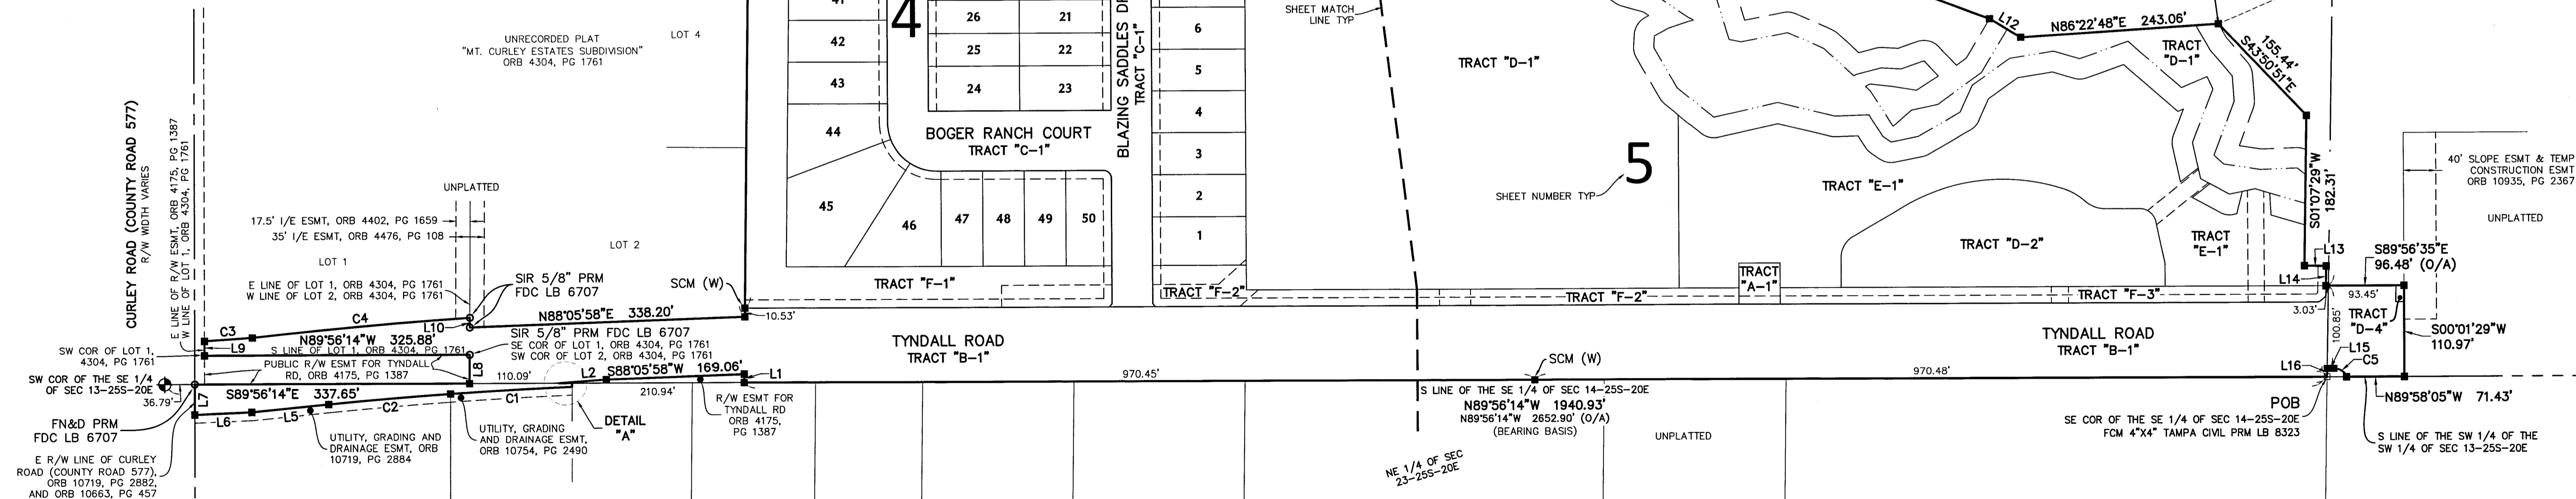 UNRECORDED PLAT
"MT. CURLEY ESTATES SUBDIVISION"
ORB 4304, PG 1761
LOT 4
42
43
44
45
46
47
48
49
50
4
26
21
25
22
24
23
BOGER RANCH COURT
TRACT "C-1"
BLAZING SADDLES
TRACT "C-1"
6
5
4
3
2
1
SHEET MATCH
LINE TYP
TRACT "D-1"
5
SHEET NUMBER TYP
L12
N86°22'48"E 243.06'
TRACT
"D-1"
155.44'
S43°50'51"E
TRACT "E-1"
TRACT "D-2"
TRACT
"E-1"
S01°07'29"W
182.31'
L13
L14
S89°56'35"E
96.48' (O/A)
93.45'
3.03'
100.85'
TRACT
"D-4"
S00°01'29"W
110.97'
L15
C5
L16
40' SLOPE ESMT & TEMP
CONSTRUCTION ESMT
ORB 10935, PG 2367
UNPLATTED
CURLEY ROAD (COUNTY ROAD 577)
R/W WIDTH VARIES
E LINE OF R/W ESMT, ORB 4175, PG 1387
W LINE OF LOT 1, ORB 4304, PG 1761
UNPLATTED
17.5' I/E ESMT, ORB 4402, PG 1659
35' I/E ESMT, ORB 4476, PG 108
LOT 2
LOT 1
E LINE OF LOT 1, ORB 4304, PG 1761
W LINE OF LOT 2, ORB 4304, PG 1761
SIR 5/8" PRM
FDC LB 6707
SCM (W)
TRACT "F-1"
TRACT "F-2"
TRACT "F-2"
TRACT
"A-1"
TRACT "F-3"
C3
C4
L10
N88°05'58"E 338.20'
10.53'
L9
N89°56'14"W 325.88'
S LINE OF LOT 1, ORB 4304, PG 1761
SIR 5/8" PRM FDC LB 6707
SE COR OF LOT 1, ORB 4304, PG 1761
SW COR OF LOT 2, ORB 4304, PG 1761
TYNDALL ROAD
TRACT "B-1"
TYNDALL ROAD
TRACT "B-1"
SW COR OF LOT 1,
4304, PG 1761
PUBLIC R/W ESMT FOR TYNDALL
RD, ORB 4175, PG 1387
L8
SW COR OF THE SE 1/4
OF SEC 13-25S-20E
36.79'
L7
S89°56'14"E 337.65'
110.09'
L2
S88°05'58"W 169.06'
L1
210.94'
970.45'
SCM (W)
970.48'
L6
L5
C2
C1
FN&D PRM
FDC LB 6707
DETAIL
"A"
R/W ESMT FOR
TYNDALL RD
ORB 4175,
PG 1387
UTILITY, GRADING AND
DRAINAGE ESMT, ORB
10719, PG 2884
UTILITY, GRADING
AND DRAINAGE ESMT,
ORB 10754, PG 2490
E R/W LINE OF CURLEY
ROAD (COUNTY ROAD 577),
ORB 10719, PG 2882,
AND ORB 10663, PG 457
S LINE OF THE SE 1/4 OF SEC 14-25S-20E
N89°56'14"W 1940.93'
N89°56'14"W 2652.90' (O/A)
(BEARING BASIS)
NE 1/4 OF SEC
23-25S-20E
UNPLATTED
POB
SE COR OF THE SE 1/4 OF SEC 14-25S-20E
FCM 4"X4" TAMPA CIVIL PRM LB 8323
N89°58'05"W 71.43'
S LINE OF THE SW 1/4 OF THE
SW 1/4 OF SEC 13-25S-20E